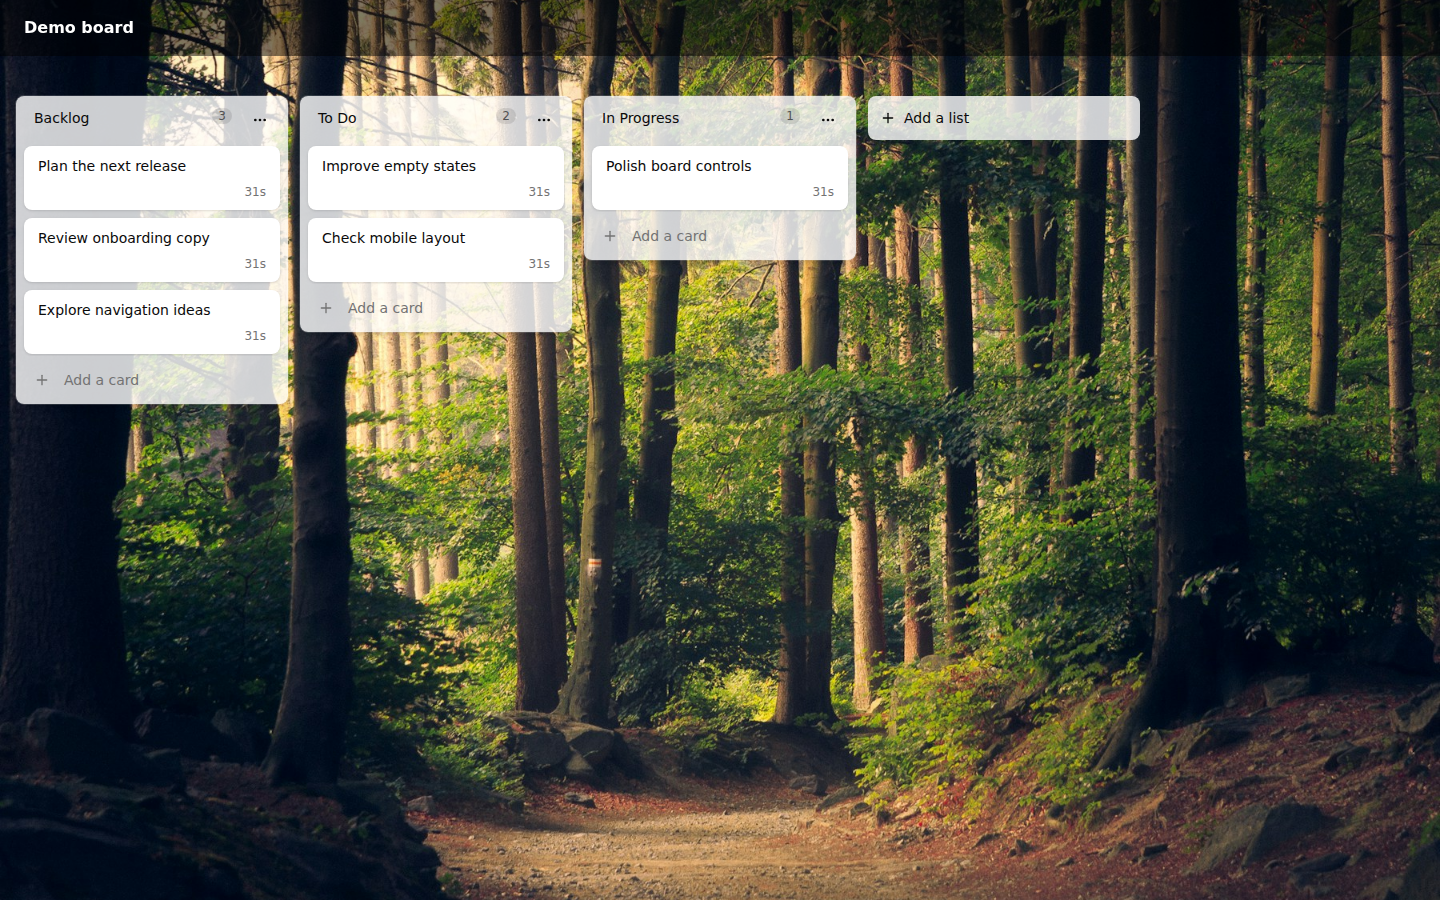 Demo board
Backlog
3
...
Plan the next release
31s
Review onboarding copy
31s
Explore navigation ideas
31s
+ Add a card
To Do
2
...
Improve empty states
31s
Check mobile layout
31s
+ Add a card
In Progress
1
...
Polish board controls
31s
+ Add a card
+ Add a list